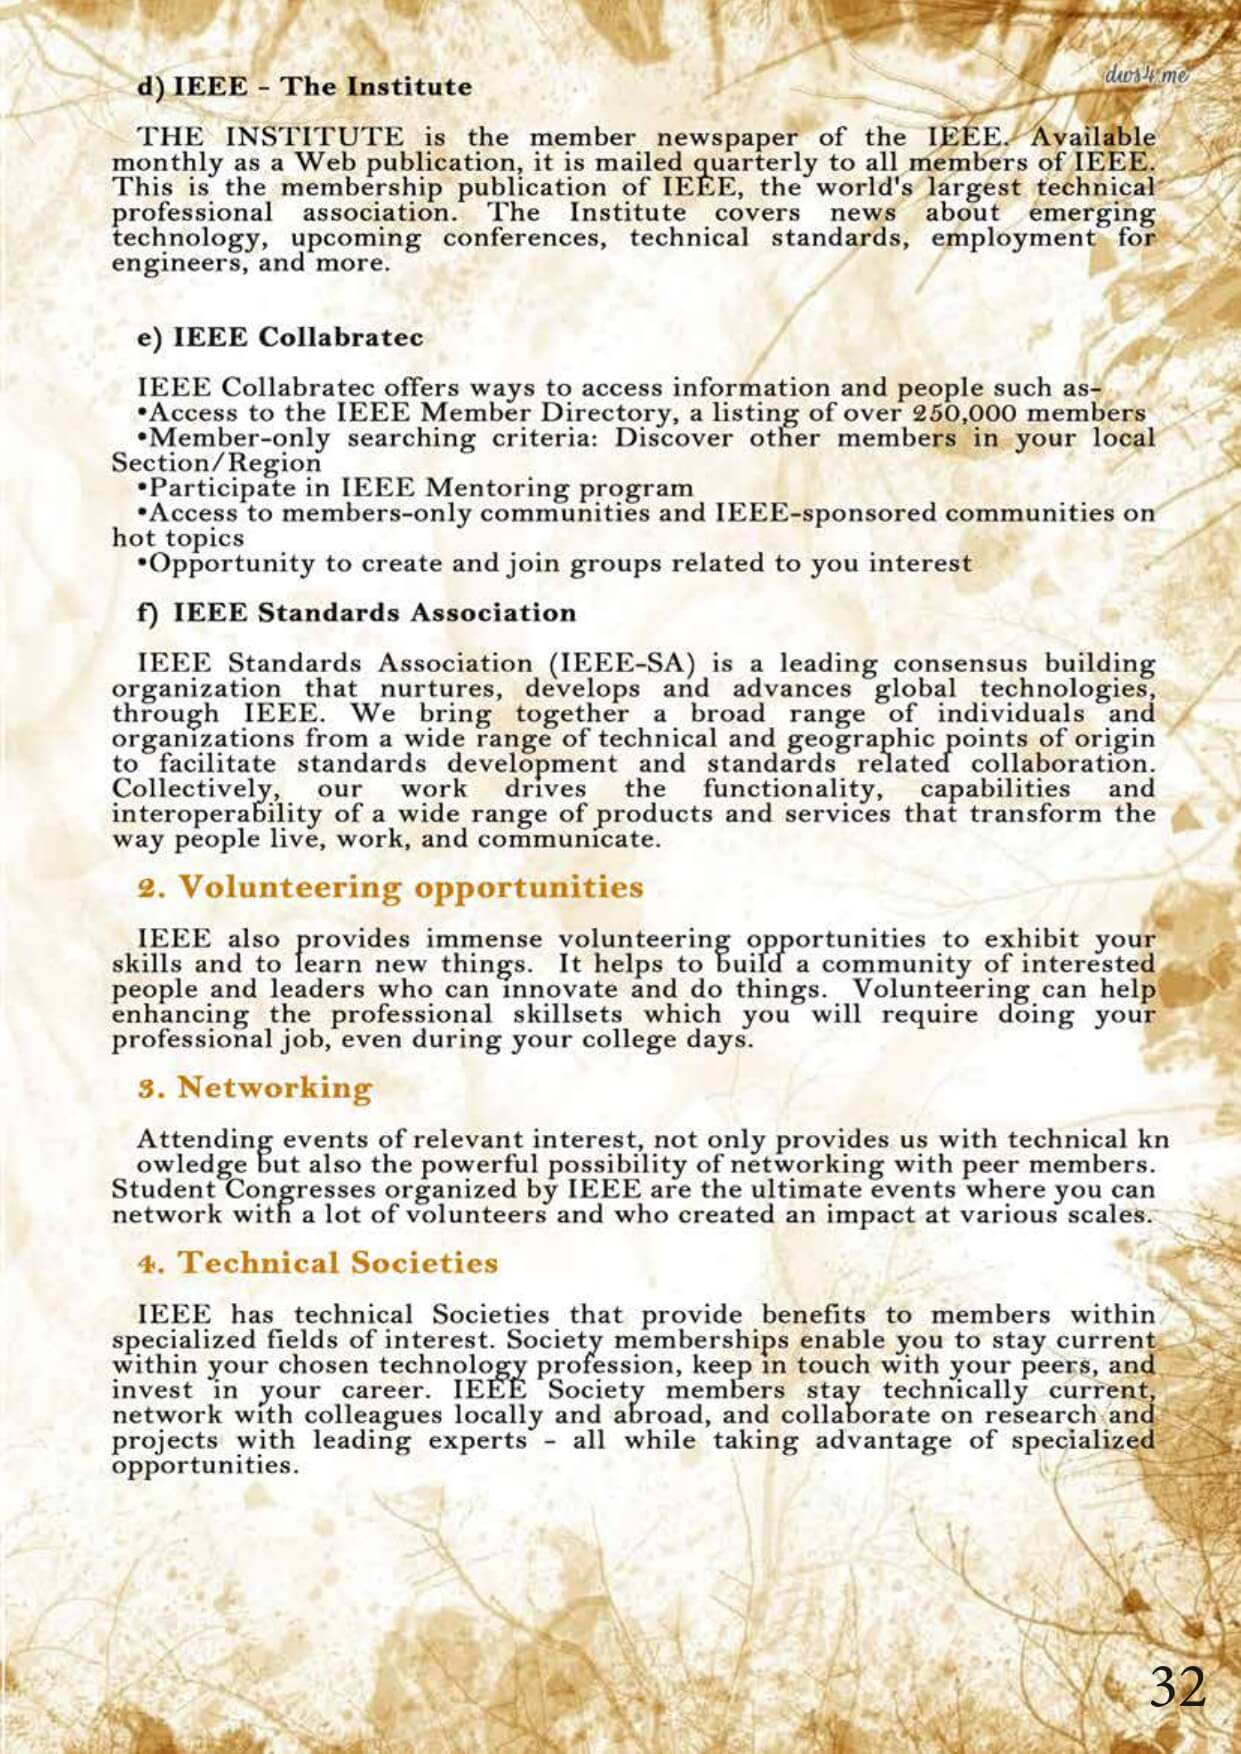 dws4.me
d) IEEE - The Institute
THE INSTITUTE is the member newspaper of the IEEE. Available
monthly as a Web publication, it is mailed quarterly to all members of IEEE.
This is the membership publication of IEEE, the world's largest technical
professional association. The Institute covers news about emerging
technology, upcoming conferences, technical standards, employment for
engineers, and more.
e) IEEE Collabratec
IEEE Collabratec offers ways to access information and people such as-
•Access to the IEEE Member Directory, a listing of over 250,000 members
•Member-only searching criteria: Discover other members in your local
Section/Region
•Participate in IEEE Mentoring program
•Access to members-only communities and IEEE-sponsored communities on
hot topics
•Opportunity to create and join groups related to you interest
f) IEEE Standards Association
IEEE Standards Association (IEEE-SA) is a leading consensus building
organization that nurtures, develops and advances global technologies,
through IEEE. We bring together a broad range of individuals and
organizations from a wide range of technical and geographic points of origin
to facilitate standards development and standards related collaboration.
Collectively, our work drives the functionality, capabilities and
interoperability of a wide range of products and services that transform the
way people live, work, and communicate.
2. Volunteering opportunities
IEEE also provides immense volunteering opportunities to exhibit your
skills and to learn new things. It helps to build a community of interested
people and leaders who can innovate and do things. Volunteering can help
enhancing the professional skillsets which you will require doing your
professional job, even during your college days.
3. Networking
Attending events of relevant interest, not only provides us with technical kn
owledge but also the powerful possibility of networking with peer members.
Student Congresses organized by IEEE are the ultimate events where you can
network with a lot of volunteers and who created an impact at various scales.
4. Technical Societies
IEEE has technical Societies that provide benefits to members within
specialized fields of interest. Society memberships enable you to stay current
within your chosen technology profession, keep in touch with your peers, and
invest in your career. IEEE Society members stay technically current,
network with colleagues locally and abroad, and collaborate on research and
projects with leading experts - all while taking advantage of specialized
opportunities.
32